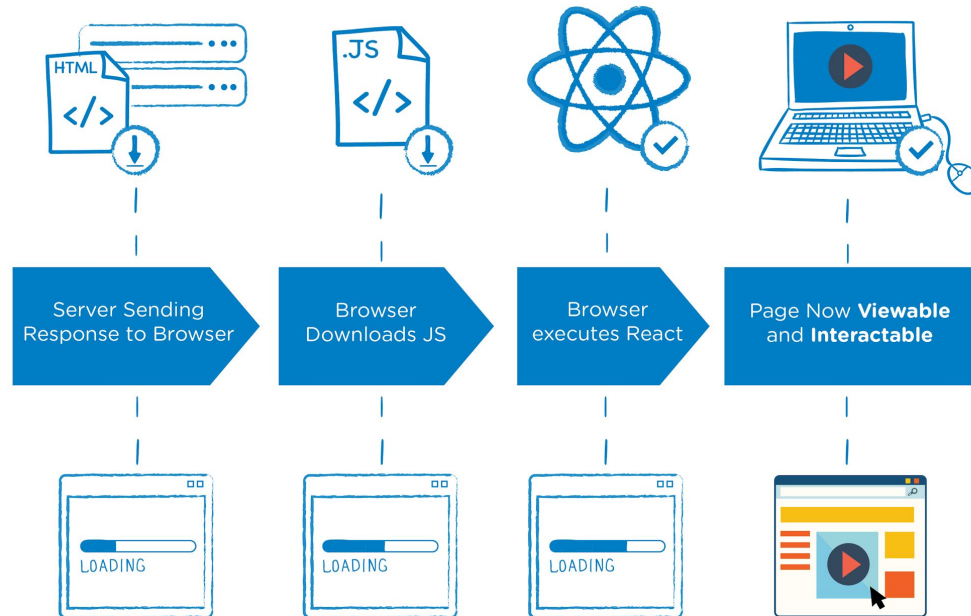 HTML
</>
.JS
</>
Server Sending
Response to Browser
Browser
Downloads JS
Browser
executes React
Page Now Viewable
and Interactable
LOADING
LOADING
LOADING